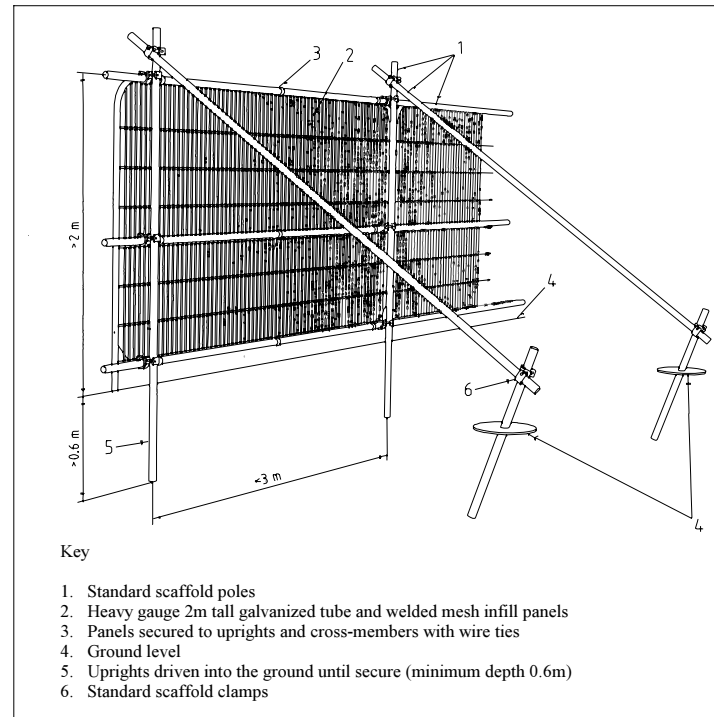 3
2
1
>2 m
4
6
5
>0.6 m
<3 m
4
Key
1. Standard scaffold poles
2. Heavy gauge 2m tall galvanized tube and welded mesh infill panels
3. Panels secured to uprights and cross-members with wire ties
4. Ground level
5. Uprights driven into the ground until secure (minimum depth 0.6m)
6. Standard scaffold clamps